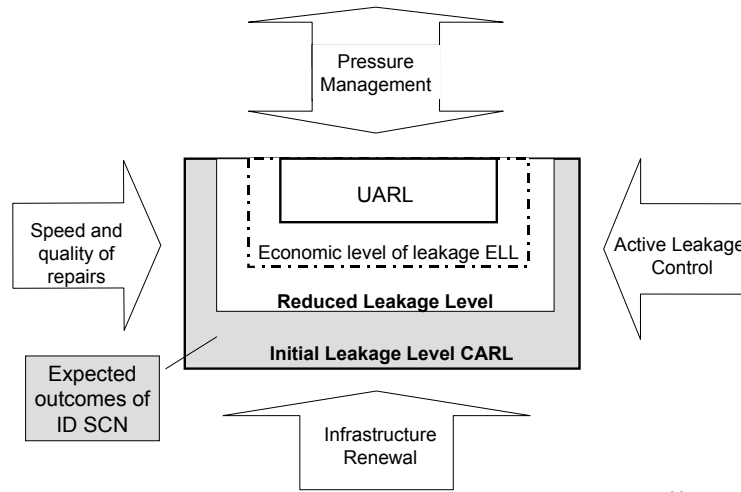 Pressure
Management
UARL
Speed and
quality of
repairs
Economic level of leakage ELL
Active Leakage
Control
Reduced Leakage Level
Initial Leakage Level CARL
Expected
outcomes of
ID SCN
Infrastructure
Renewal